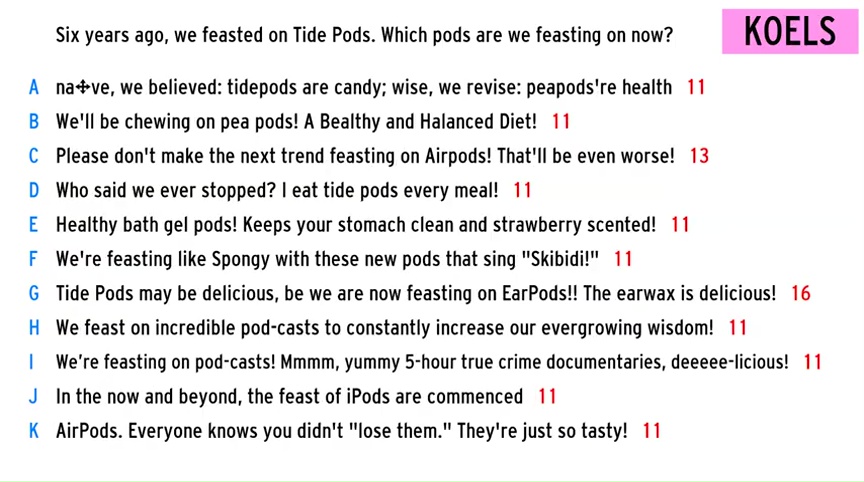 Six years ago, we feasted on Tide Pods. Which pods are we feasting on now?
KOELS
A na✣ve, we believed: tidepods are candy; wise, we revise: peapods're health 11
B We'll be chewing on pea pods! A Bealthy and Halanced Diet! 11
C Please don't make the next trend feasting on Airpods! That'll be even worse! 13
D Who said we ever stopped? I eat tide pods every meal! 11
E Healthy bath gel pods! Keeps your stomach clean and strawberry scented! 11
F We're feasting like Spongy with these new pods that sing "Skibidi!" 11
G Tide Pods may be delicious, be we are now feasting on EarPods!! The earwax is delicious! 16
H We feast on incredible pod-casts to constantly increase our evergrowing wisdom! 11
I We’re feasting on pod-casts! Mmmm, yummy 5-hour true crime documentaries, deeeee-licious! 11
J In the now and beyond, the feast of iPods are commenced 11
K AirPods. Everyone knows you didn't "lose them." They're just so tasty! 11